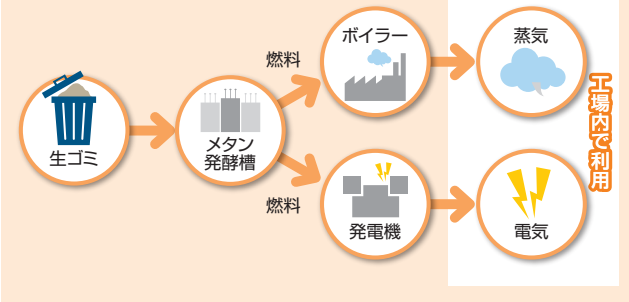 生ゴミ
メタン
発酵槽
燃料
ボイラー
蒸気
燃料
発電機
電気
工場内で利用